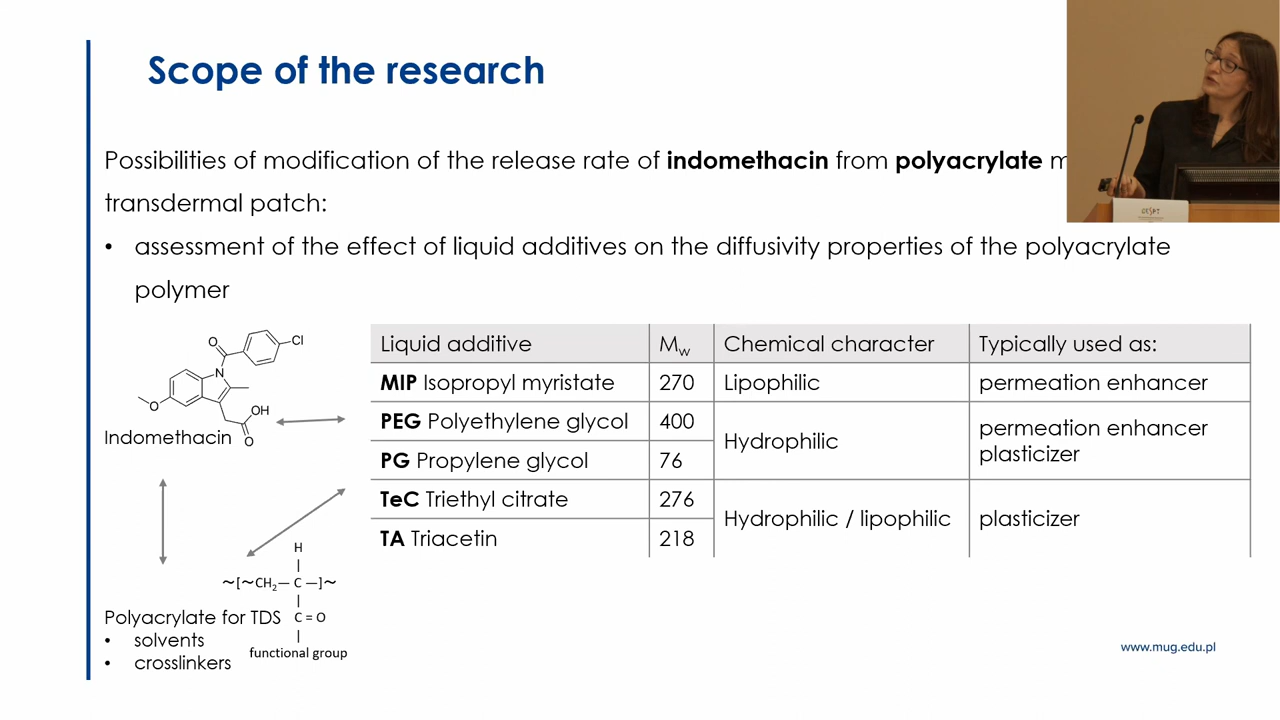 Scope of the research
Possibilities of modification of the release rate of indomethacin from polyacrylate m
transdermal patch:
• assessment of the effect of liquid additives on the diffusivity properties of the polyacrylate
polymer
Liquid additive Mw Chemical character Typically used as:
MIP Isopropyl myristate 270 Lipophilic permeation enhancer
PEG Polyethylene glycol 400
Hydrophilic
permeation enhancer
plasticizer
PG Propylene glycol 76
TeC Triethyl citrate 276
Hydrophilic / lipophilic plasticizer
TA Triacetin 218
O
Cl
N
O
OH
O
Indomethacin
H
~[~CH2— C —]~
C = O
functional group
Polyacrylate for TDS
• solvents
• crosslinkers
www.mug.edu.pl
CESPT